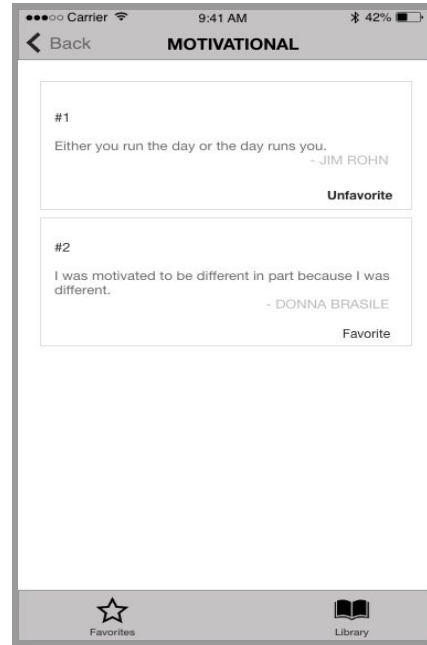 Carrier 9:41 AM 42%
Back MOTIVATIONAL
#1
Either you run the day or the day runs you.
- JIM ROHN
Unfavorite
#2
I was motivated to be different in part because I was
different.
- DONNA BRASILE
Favorite
Favorites Library